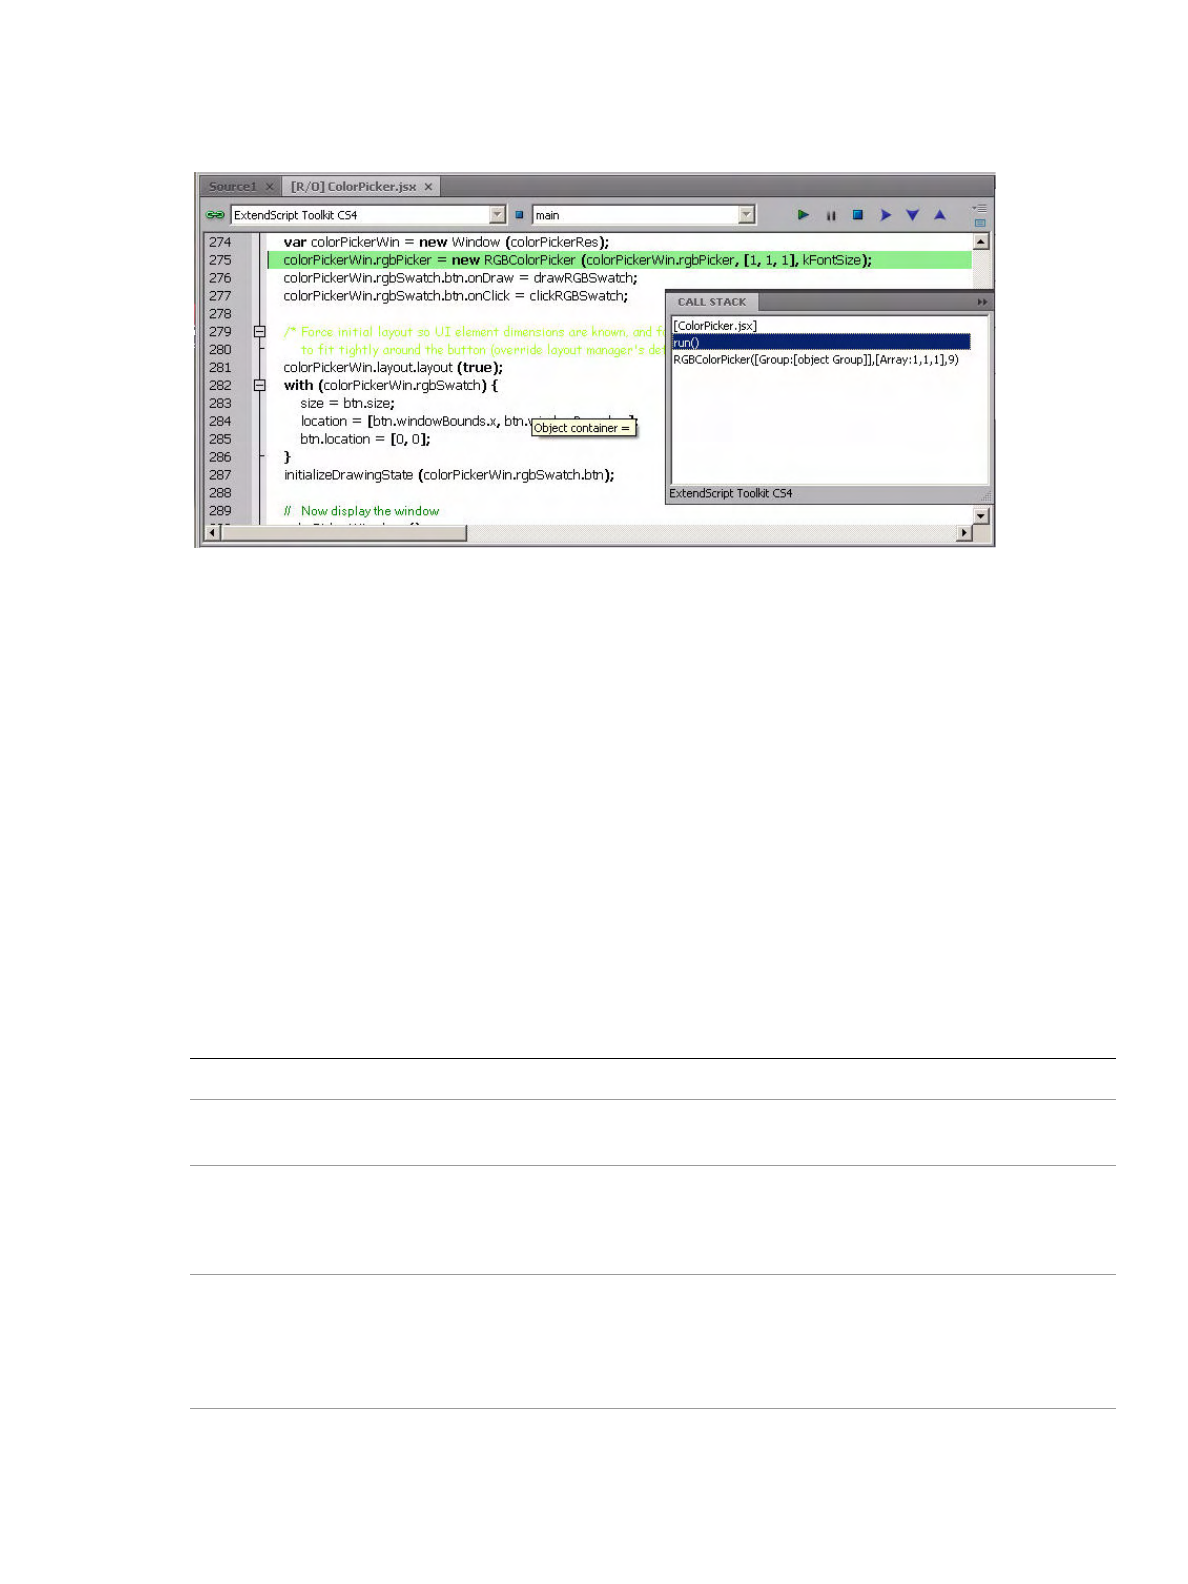 Source1 × [R/O] ColorPicker.jsx ×
ExtendScript Toolkit CS4 main
274 var colorPickerWin = new Window (colorPickerRes);
275 colorPickerWin.rgbPicker = new RGBColorPicker (colorPickerWin.rgbPicker, [1, 1, 1], kFontSize);
276 colorPickerWin.rgbSwatch.btn.onDraw = drawRGBSwatch;
277 colorPickerWin.rgbSwatch.btn.onClick = clickRGBSwatch;
278
279 /* Force initial layout so UI element dimensions are known, and
280 to fit tightly around the button (override layout manager's
281 colorPickerWin.layout.layout (true);
282 with (colorPickerWin.rgbSwatch) {
283 size = btn.size;
284 location = [btn.windowBounds.x,
285 btn.location = [0, 0];
286 }
287 initializeDrawingState (colorPickerWin.rgbSwatch.btn);
288
289 // Now display the window
Object container =
CALL STACK
[ColorPicker.jsx]
run()
RGBColorPicker([Group:[object Group]],[Array:1,1,1],9)
ExtendScript Toolkit CS4